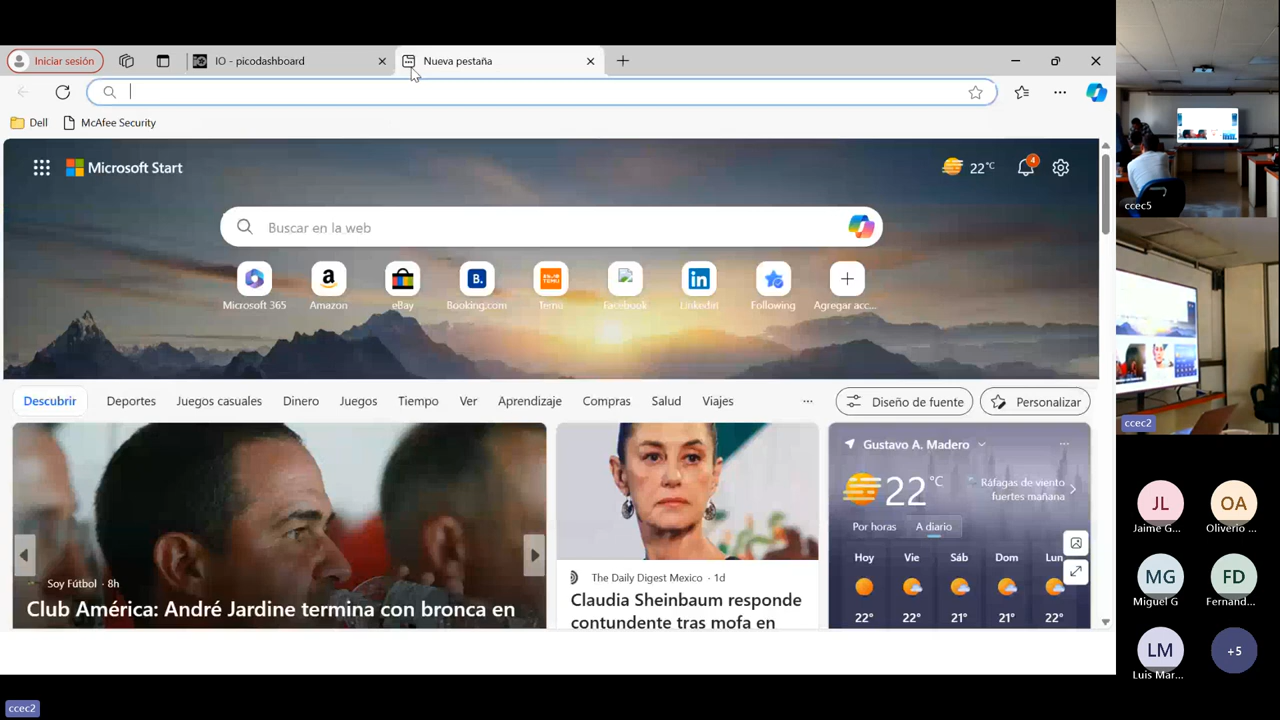 Iniciar sesión
IO - picodashboard
Nueva pestaña
Dell
McAfee Security
Microsoft Start
22°C
4
Buscar en la web
Microsoft 365
Amazon
eBay
Booking.com
Temu
Facebook
LinkedIn
Following
Agregar acc...
Descubrir
Deportes
Juegos casuales
Dinero
Juegos
Tiempo
Ver
Aprendizaje
Compras
Salud
Viajes
...
Diseño de fuente
Personalizar
Soy Fútbol · 8h
Club América: André Jardine termina con bronca en
The Daily Digest Mexico · 1d
Claudia Sheinbaum responde
contundente tras mofa en
Gustavo A. Madero
22°C
Ráfagas de viento
fuertes mañana
Por horas
A diario
Hoy
Vie
Sáb
Dom
Lun
22°
22°
21°
21°
22°
ccec5
ccec2
JL
Jaime G...
OA
Oliverio ...
MG
Miguel G
FD
Fernand...
LM
Luis Mar...
+5
ccec2